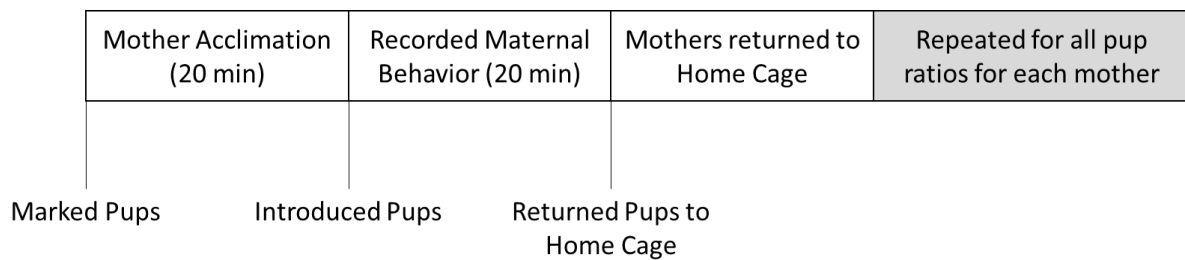 Mother Acclimation
(20 min)
Recorded Maternal
Behavior (20 min)
Mothers returned to
Home Cage
Repeated for all pup
ratios for each mother
Marked Pups
Introduced Pups
Returned Pups to
Home Cage